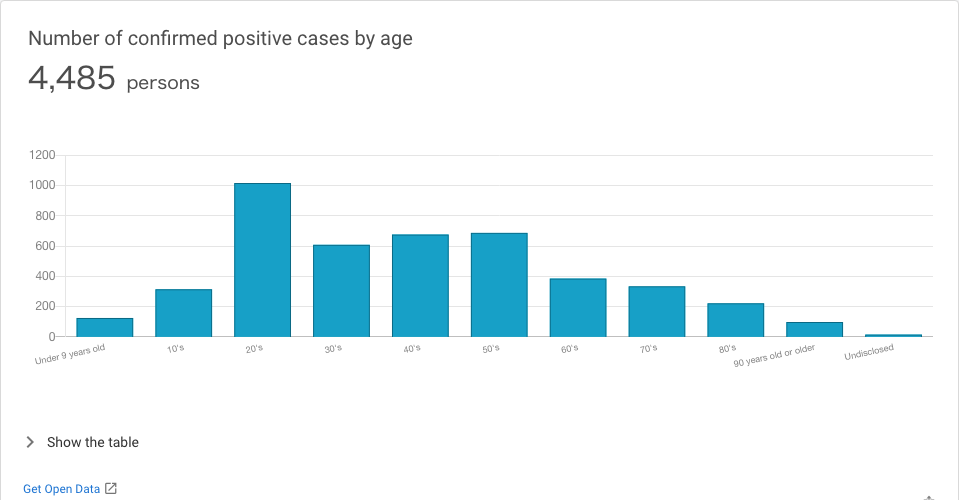 Number of confirmed positive cases by age
4,485 persons
1200
1000
800
600
400
200
0
Under 9 years old
10's
20's
30's
40's
50's
60's
70's
80's
90 years old or older
Undisclosed
Show the table
Get Open Data